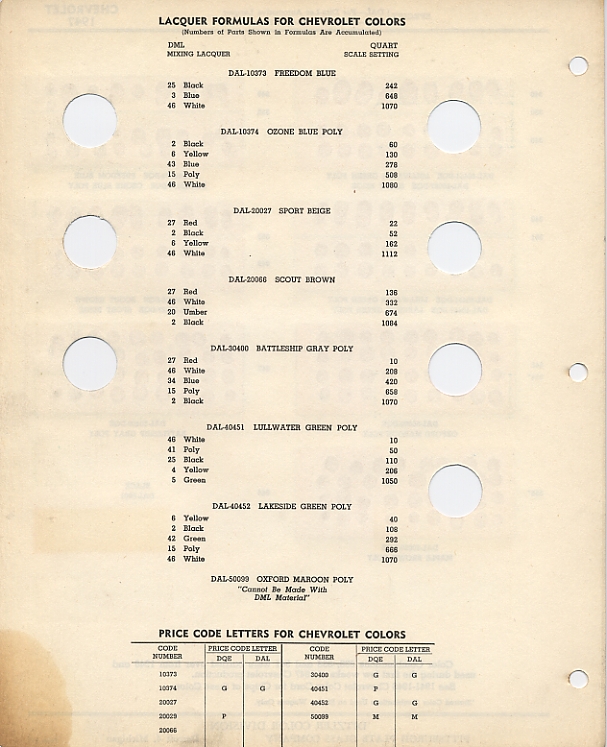 LACQUER FORMULAS FOR CHEVROLET COLORS
(Numbers of Parts Shown in Formulas Are Accumulated)
DML QUART
MIXING LACQUER SCALE SETTING
DAL-10373 FREEDOM BLUE
25 Black 242
3 Blue 648
46 White 1070
DAL-10374 OZONE BLUE POLY
2 Black 60
6 Yellow 130
43 Blue 278
15 Poly 508
46 White 1080
DAL-20027 SPORT BEIGE
27 Red 22
2 Black 52
6 Yellow 162
46 White 1112
DAL-20066 SCOUT BROWN
27 Red 136
46 White 332
20 Umber 674
2 Black 1084
DAL-30400 BATTLESHIP GRAY POLY
27 Red 10
46 White 208
34 Blue 420
15 Poly 658
2 Black 1070
DAL-40451 LULLWATER GREEN POLY
46 White 10
41 Poly 50
25 Black 110
4 Yellow 206
5 Green 1050
DAL-40452 LAKESIDE GREEN POLY
6 Yellow 40
2 Black 108
42 Green 292
15 Poly 666
46 White 1070
DAL-50099 OXFORD MAROON POLY
"Cannot Be Made With
DML Material"
PRICE CODE LETTERS FOR CHEVROLET COLORS
CODE NUMBER PRICE CODE LETTER CODE NUMBER PRICE CODE LETTER
DQE DAL DQE DAL
10373 30400 G G
10374 G G 40451 P
20027 40452 G G
20029 P 50099 M M
20066